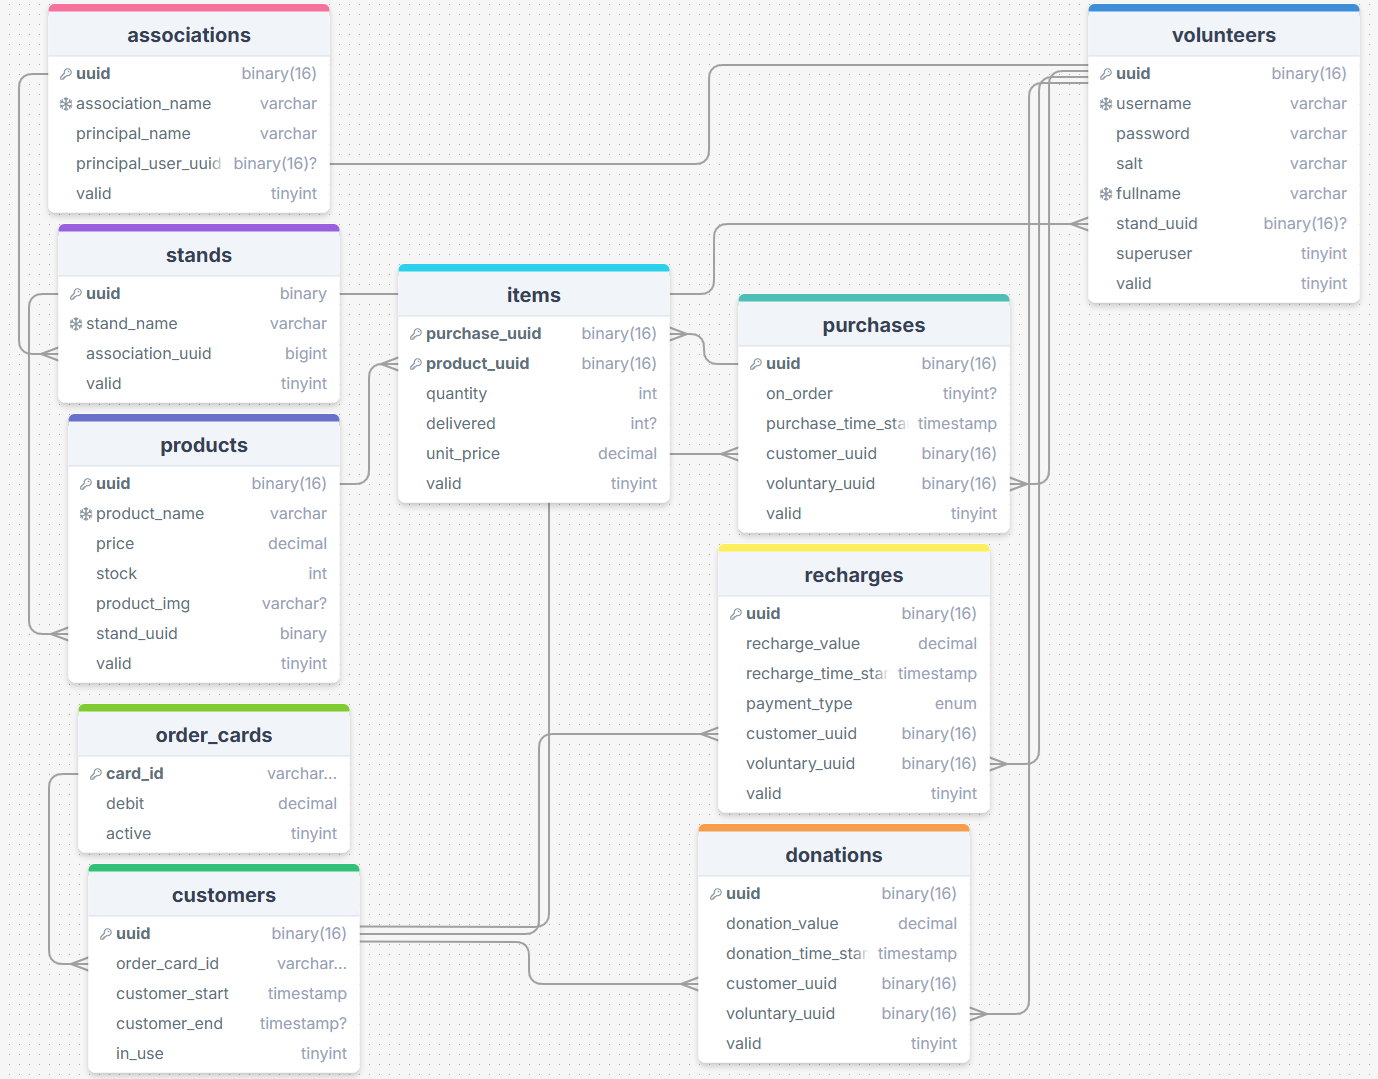 associations
uuid binary(16)
association_name varchar
principal_name varchar
principal_user_uuid binary(16)?
valid tinyint
stands
uuid binary
stand_name varchar
association_uuid bigint
valid tinyint
products
uuid binary(16)
product_name varchar
price decimal
stock int
product_img varchar?
stand_uuid binary
valid tinyint
order_cards
card_id varchar...
debit decimal
active tinyint
customers
uuid binary(16)
order_card_id varchar...
customer_start timestamp
customer_end timestamp?
in_use tinyint
items
purchase_uuid binary(16)
product_uuid binary(16)
quantity int
delivered int?
unit_price decimal
valid tinyint
purchases
uuid binary(16)
on_order tinyint?
purchase_time_sta timestamp
customer_uuid binary(16)
voluntary_uuid binary(16)
valid tinyint
recharges
uuid binary(16)
recharge_value decimal
recharge_time_star timestamp
payment_type enum
customer_uuid binary(16)
voluntary_uuid binary(16)
valid tinyint
donations
uuid binary(16)
donation_value decimal
donation_time_star timestamp
customer_uuid binary(16)
voluntary_uuid binary(16)
valid tinyint
volunteers
uuid binary(16)
username varchar
password varchar
salt varchar
fullname varchar
stand_uuid binary(16)?
superuser tinyint
valid tinyint